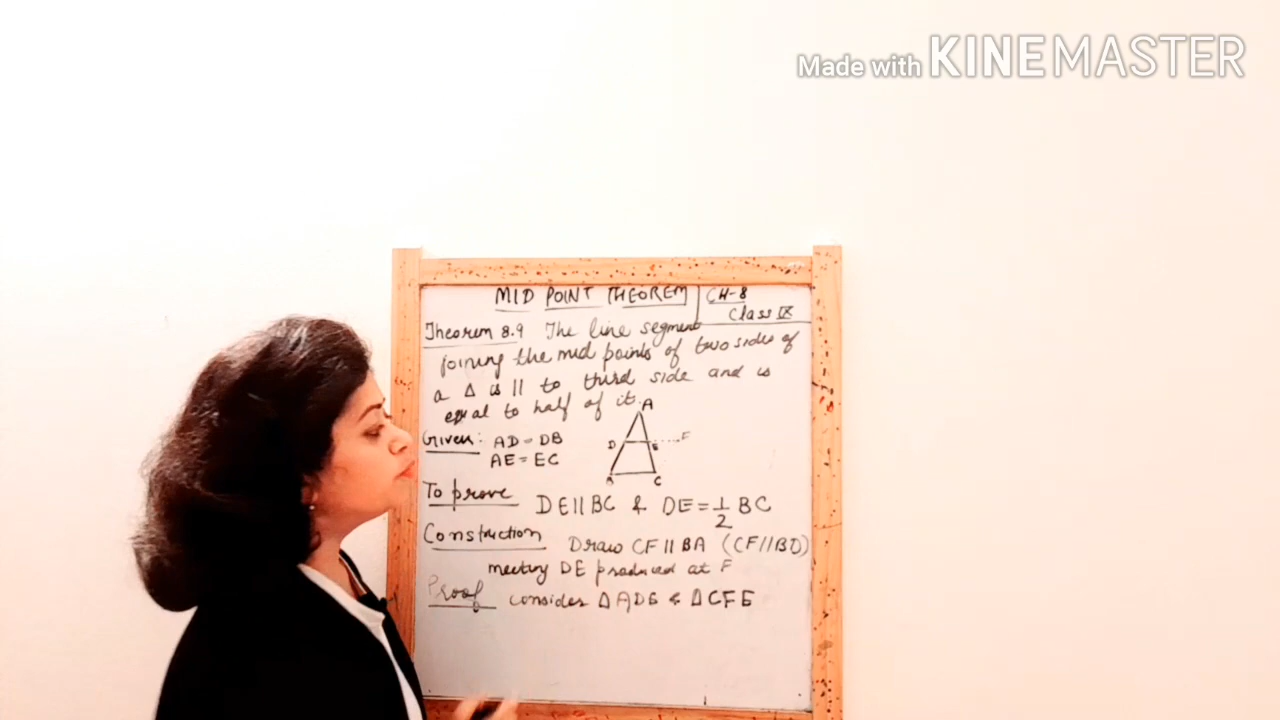 Made with KINEMASTER
MID POINT THEOREM
CH-8
Class IX
Theorem 8.9 The line segment
joining the mid points of two sides of
a Δ is || to third side and is
equal to half of it.
A
D E F
B C
Given: AD=DB
AE=EC
To prove DE||BC & DE=1/2 BC
Construction Draw CF||BA (CF//BD)
meeting DE produced at F
Proof consider ΔADE & ΔCFE